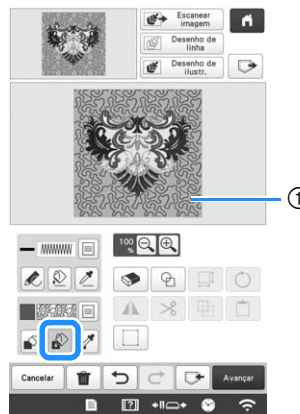 Escanear
imagem
Desenho de
linha
Desenho de
ilustr.
①
100
%
Cancelar
Avançar